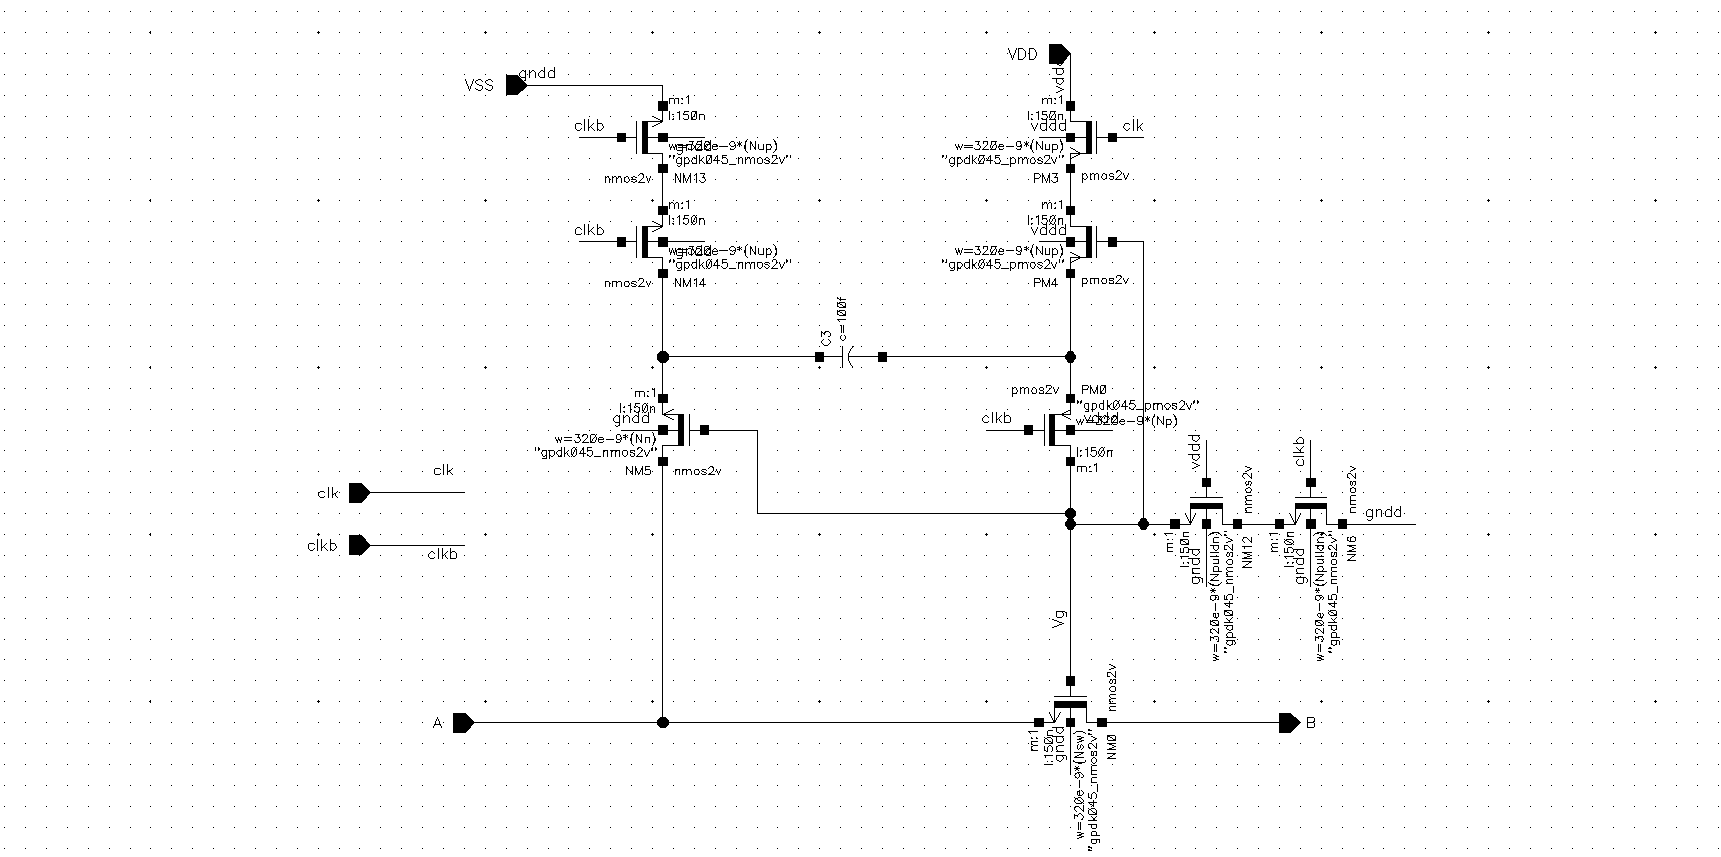 VDD
vddd
gndd
VSS
m:1
l:150n
clkb
gndd
w=320e-9*(Nup)
"gpdk045_nmos2v"
nmos2v
NM13
m:1
l:150n
vddd
clk
w=320e-9*(Nup)
"gpdk045_pmos2v"
PM3
pmos2v
m:1
l:150n
clkb
gndd
w=320e-9*(Nup)
"gpdk045_nmos2v"
nmos2v
NM14
m:1
l:150n
vddd
w=320e-9*(Nup)
"gpdk045_pmos2v"
PM4
pmos2v
C3
c=100f
m:1
l:150n
gndd
w=320e-9*(Nn)
"gpdk045_nmos2v"
NM5
nmos2v
pmos2v
PM0
"gpdk045_pmos2v"
clkb
vddd
w=320e-9*(Np)
l:150n
m:1
clk
clk
clkb
clkb
vddd
nmos2v
m:1
l:150n
gndd
w=320e-9*(Npulldn)
"gpdk045_nmos2v"
NM12
clkb
nmos2v
gndd
m:1
l:150n
gndd
w=320e-9*(Npulldn)
"gpdk045_nmos2v"
NM6
Vg
nmos2v
A
B
m:1
l:150n
gndd
w=320e-9*(Nsw)
"gpdk045_nmos2v"
NM0